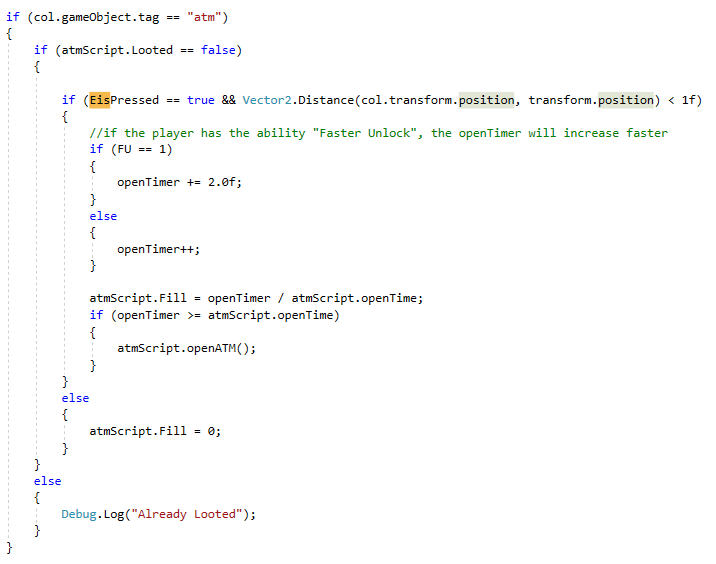 if (col.gameObject.tag == "atm")
{
if (atmScript.Looted == false)
{
if (EisPressed == true && Vector2.Distance(col.transform.position, transform.position) < 1f)
{
//if the player has the ability "Faster Unlock", the openTimer will increase faster
if (FU == 1)
{
openTimer += 2.0f;
}
else
{
openTimer++;
}
atmScript.Fill = openTimer / atmScript.openTime;
if (openTimer >= atmScript.openTime)
{
atmScript.openATM();
}
}
else
{
atmScript.Fill = 0;
}
}
else
{
Debug.Log("Already Looted");
}
}